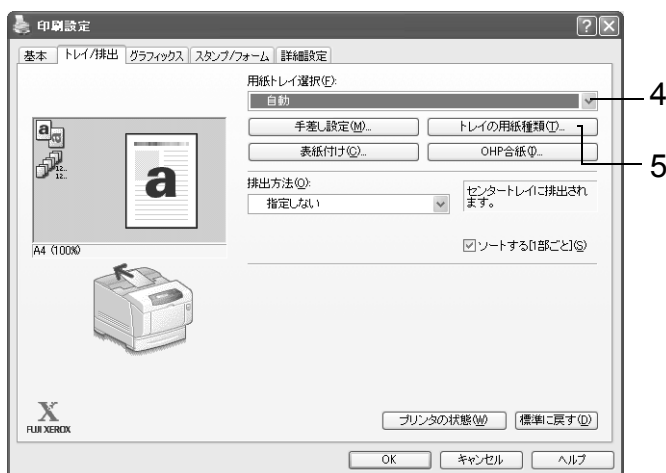 印刷設定
基本 トレイ/排出 グラフィックス スタンプ/フォーム 詳細設定
用紙トレイ選択(F):
自動
4
手差し設定(M)...
トレイの用紙種類(T)...
5
表紙付け(C)...
OHP合紙(I)...
排出方法(O):
指定しない
センタートレイに排出され
ます。
ソートする[1部ごと](S)
a
12..
12..
a
A4 (100%)
X
FUJI XEROX
プリンタの状態(W)
標準に戻す(D)
OK
キャンセル
ヘルプ